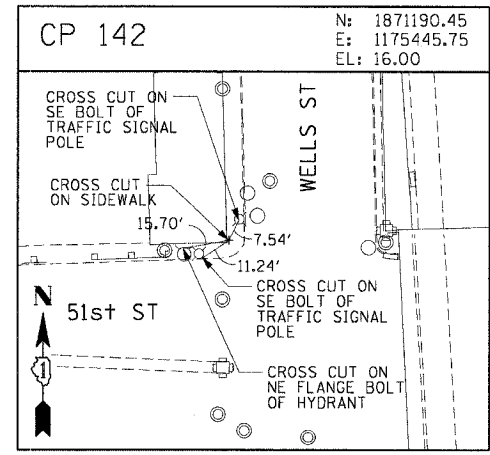 CP 142
N: 1871190.45
E: 1175445.75
EL: 16.00
CROSS CUT ON
SE BOLT OF
TRAFFIC SIGNAL
POLE
WELLS ST
CROSS CUT
ON SIDEWALK
15.70'
7.54'
11.24'
CROSS CUT ON
SE BOLT OF
TRAFFIC SIGNAL
POLE
N
51st ST
1
CROSS CUT ON
NE FLANGE BOLT
OF HYDRANT